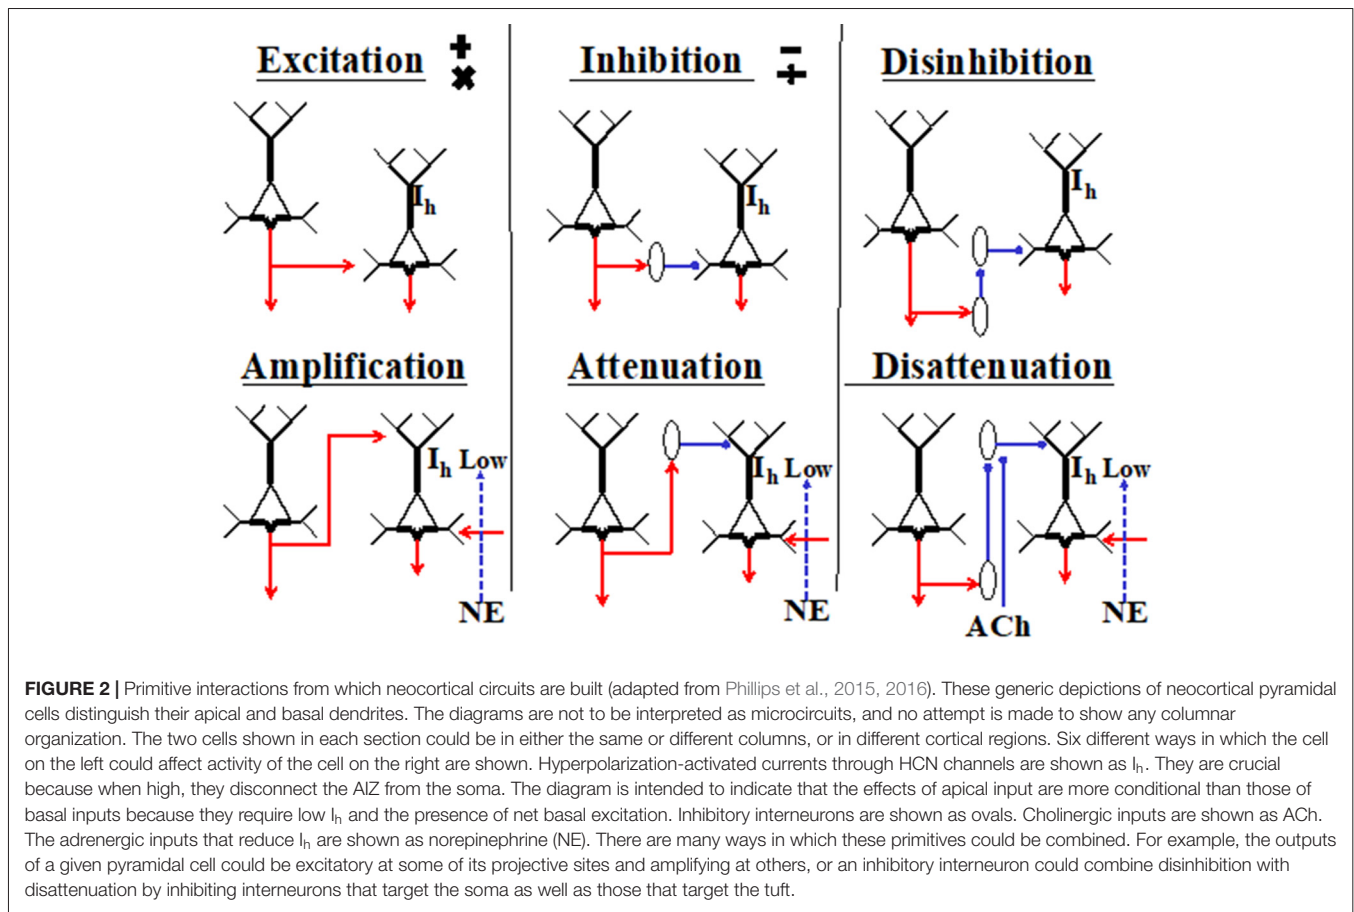 Excitation + ×
Inhibition − ÷
Disinhibition
Ih
Ih
Ih
Amplification
Attenuation
Disattenuation
Ih Low
Ih Low
Ih Low
NE
NE
ACh
NE
FIGURE 2 | Primitive interactions from which neocortical circuits are built (adapted from Phillips et al., 2015, 2016). These generic depictions of neocortical pyramidal
cells distinguish their apical and basal dendrites. The diagrams are not to be interpreted as microcircuits, and no attempt is made to show any columnar
organization. The two cells shown in each section could be in either the same or different columns, or in different cortical regions. Six different ways in which the cell
on the left could affect activity of the cell on the right are shown. Hyperpolarization-activated currents through HCN channels are shown as Ih. They are crucial
because when high, they disconnect the AIZ from the soma. The diagram is intended to indicate that the effects of apical input are more conditional than those of
basal inputs because they require low Ih and the presence of net basal excitation. Inhibitory interneurons are shown as ovals. Cholinergic inputs are shown as ACh.
The adrenergic inputs that reduce Ih are shown as norepinephrine (NE). There are many ways in which these primitives could be combined. For example, the outputs
of a given pyramidal cell could be excitatory at some of its projective sites and amplifying at others, or an inhibitory interneuron could combine disinhibition with
disattenuation by inhibiting interneurons that target the soma as well as those that target the tuft.